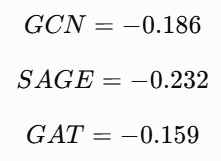 GCN = −0.186
SAGE = −0.232
GAT = −0.159